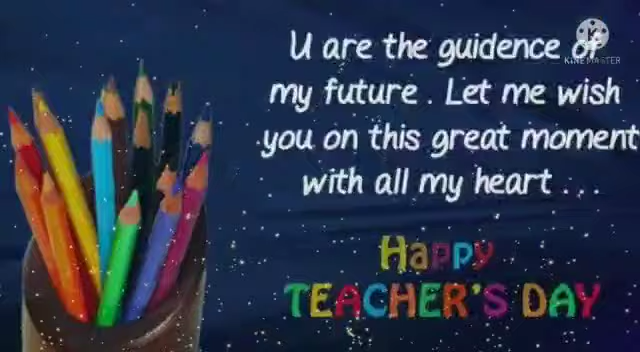 U are the guidence of
my future . Let me wish
you on this great moment
with all my heart . . .
Happy
TEACHER'S DAY
K
KINEMASTER